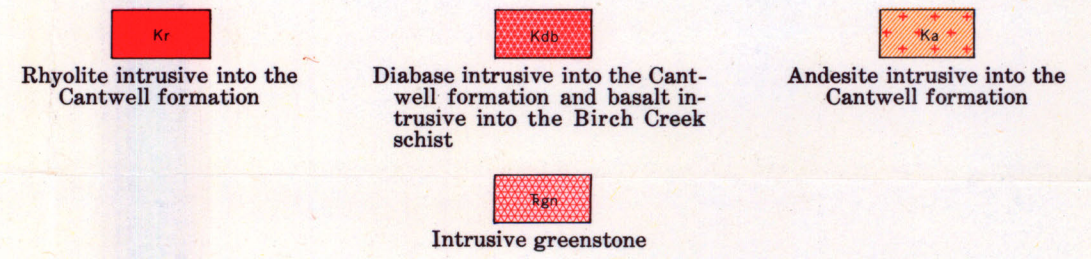 Kr
Rhyolite intrusive into the
Cantwell formation
Kdb
Diabase intrusive into the Cant-
well formation and basalt in-
trusive into the Birch Creek
schist
Ka
Andesite intrusive into the
Cantwell formation
Ꞧgn
Intrusive greenstone